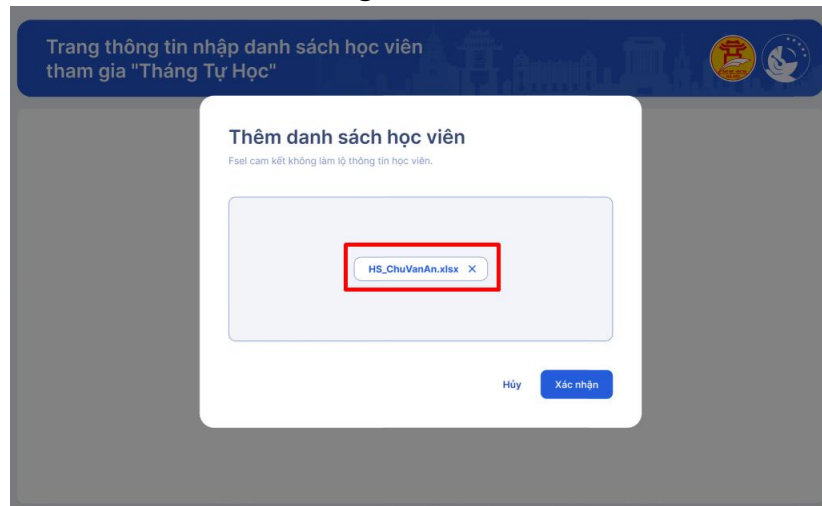 Trang thông tin nhập danh sách học viên
tham gia "Tháng Tự Học"
Thêm danh sách học viên
Fsel cam kết không làm lộ thông tin học viên.
HS_ChuVanAn.xlsx ×
Hủy
Xác nhận